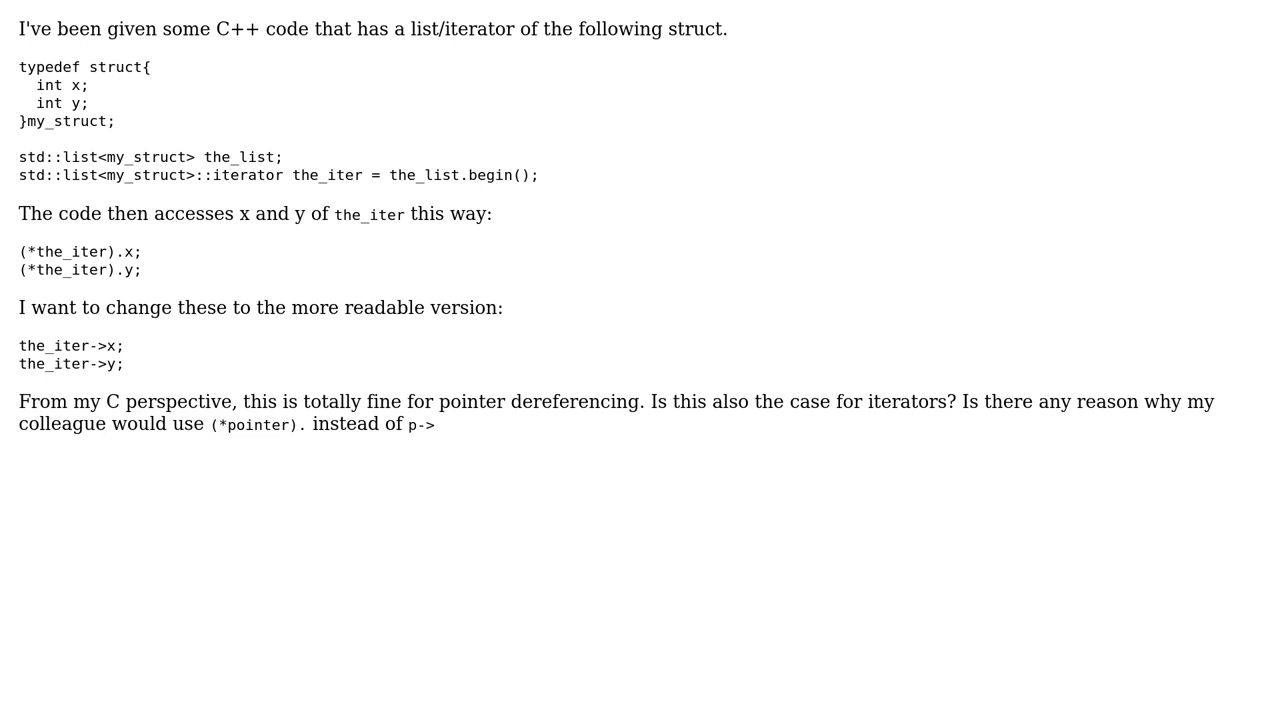 I've been given some C++ code that has a list/iterator of the following struct.
typedef struct{
  int x;
  int y;
}my_struct;
std::list<my_struct> the_list;
std::list<my_struct>::iterator the_iter = the_list.begin();
The code then accesses x and y of the_iter this way:
(*the_iter).x;
(*the_iter).y;
I want to change these to the more readable version:
the_iter->x;
the_iter->y;
From my C perspective, this is totally fine for pointer dereferencing. Is this also the case for iterators? Is there any reason why my
colleague would use (*pointer). instead of p->